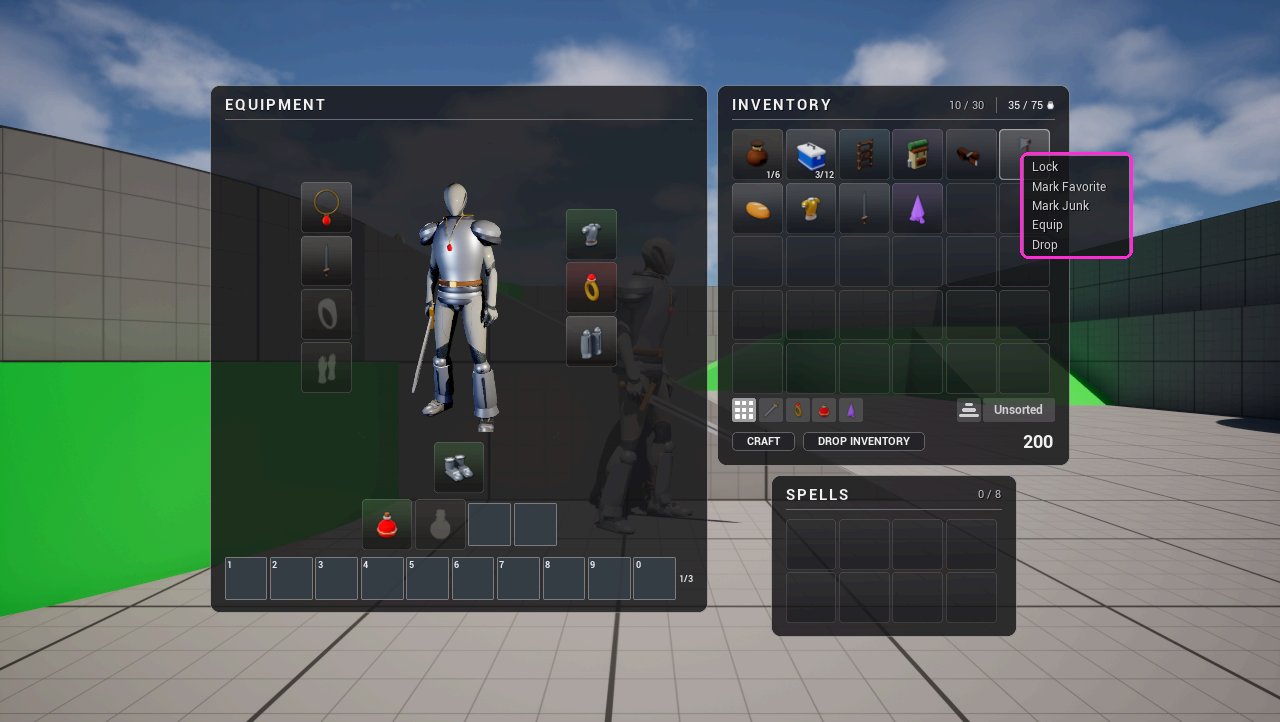 EQUIPMENT
INVENTORY
10 / 30
35 / 75
1/6
3/12
Lock
Mark Favorite
Mark Junk
Equip
Drop
Unsorted
CRAFT
DROP INVENTORY
200
SPELLS
0 / 8
1 2 3 4 5 6 7 8 9 0
1/3